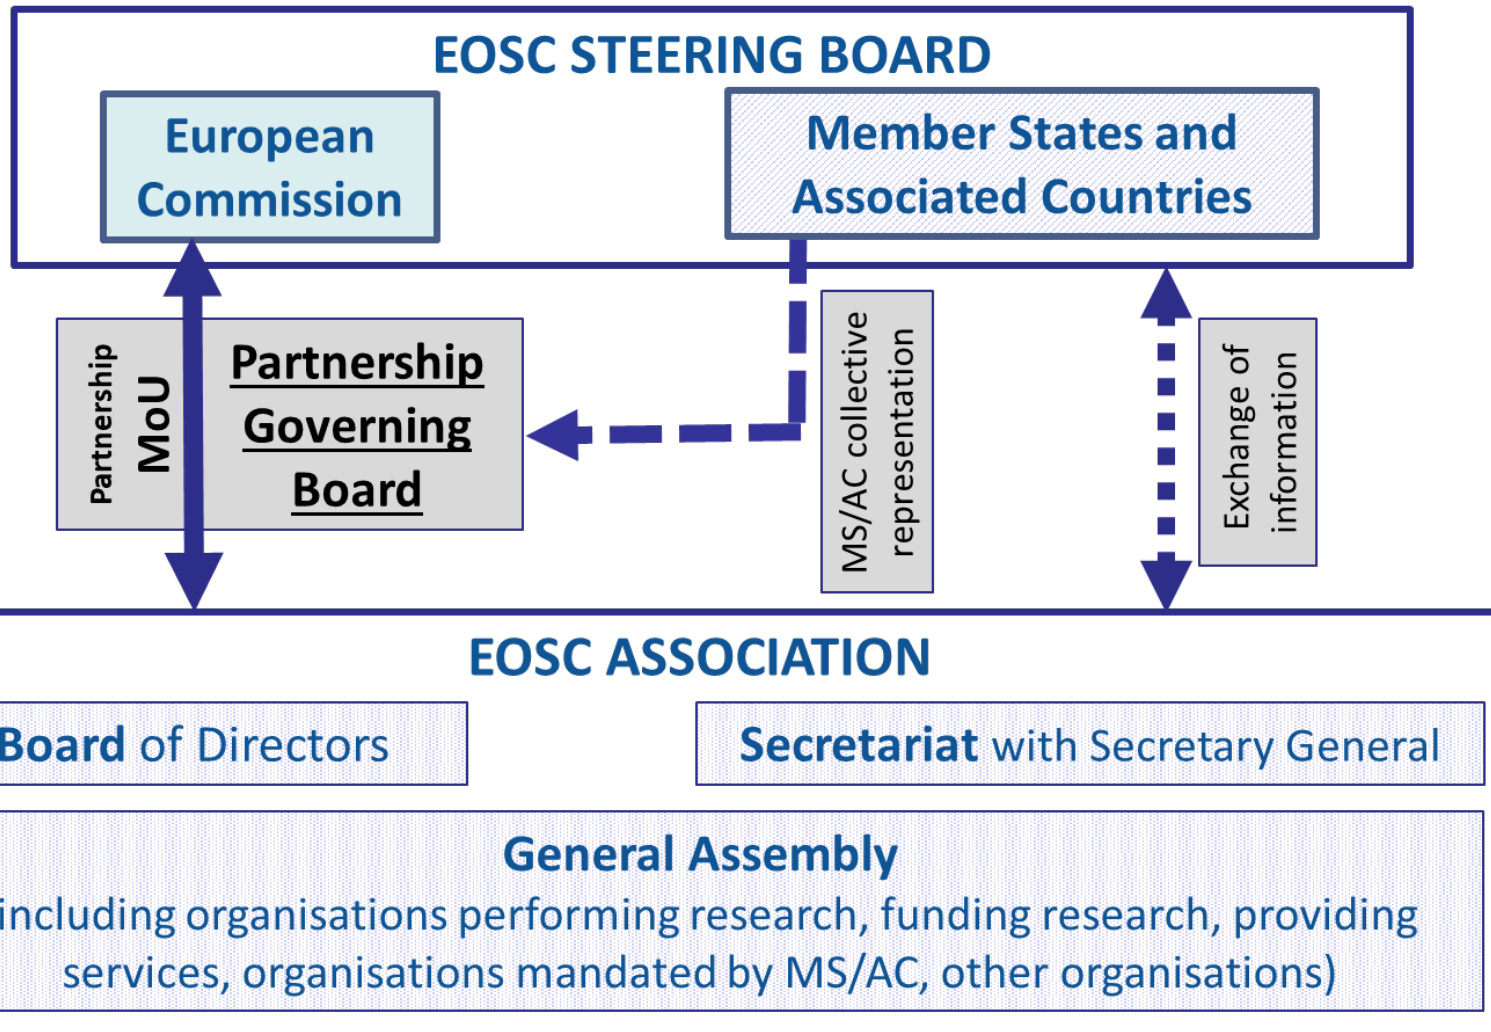 EOSC STEERING BOARD
European
Commission
Member States and
Associated Countries
Partnership
MoU
Partnership
Governing
Board
MS/AC collective
representation
Exchange of
information
EOSC ASSOCIATION
Board of Directors
Secretariat with Secretary General
General Assembly
including organisations performing research, funding research, providing
services, organisations mandated by MS/AC, other organisations)